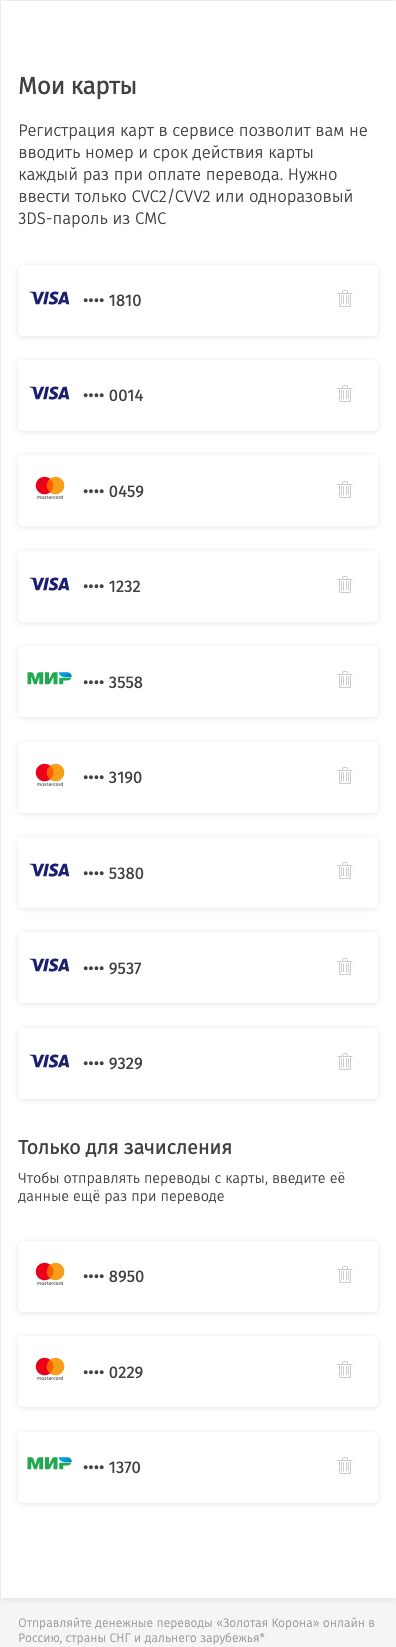 Мои карты
Регистрация карт в сервисе позволит вам не
вводить номер и срок действия карты
каждый раз при оплате перевода. Нужно
ввести только CVC2/CVV2 или одноразовый
3DS-пароль из СМС
VISA •••• 1810
VISA •••• 0014
mastercard •••• 0459
VISA •••• 1232
МИР •••• 3558
mastercard •••• 3190
VISA •••• 5380
VISA •••• 9537
VISA •••• 9329
Только для зачисления
Чтобы отправлять переводы с карты, введите её
данные ещё раз при переводе
mastercard •••• 8950
mastercard •••• 0229
МИР •••• 1370
Отправляйте денежные переводы «Золотая Корона» онлайн в
Россию, страны СНГ и дальнего зарубежья*